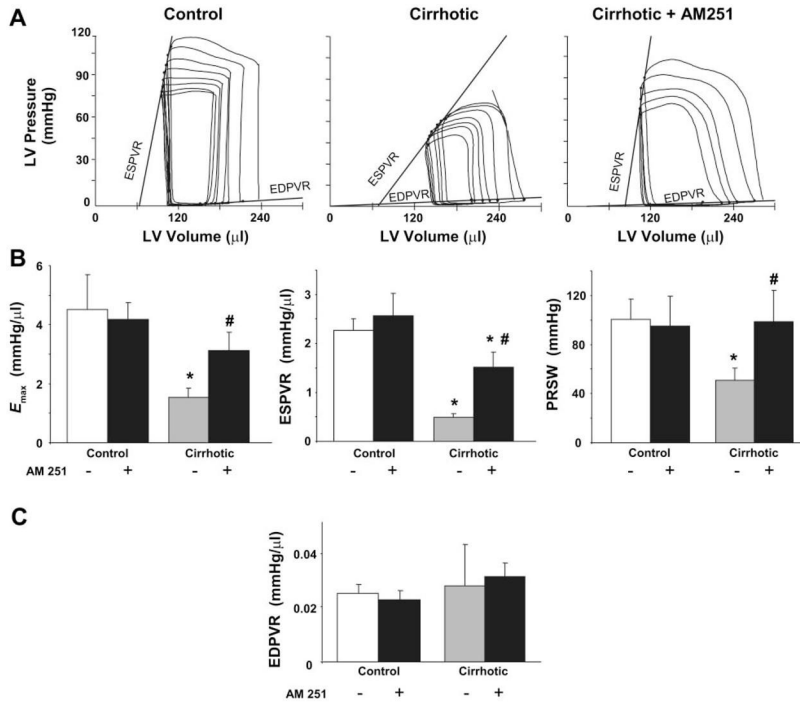 A
Control
Cirrhotic
Cirrhotic + AM251
LV Pressure
(mmHg)
120
90
60
30
0
ESPVR
EDPVR
0 120 240
LV Volume (µl)
ESPVR
EDPVR
0 120 240
LV Volume (µl)
ESPVR
EDPVR
0 120 240
LV Volume (µl)
B
Emax (mmHg/µl)
6
4
2
0
*
#
Control Cirrhotic
AM 251 - + - +
ESPVR (mmHg/µl)
3
2
1
0
*
* #
Control Cirrhotic
- + - +
PRSW (mmHg)
120
80
40
0
*
#
Control Cirrhotic
- + - +
C
EDPVR (mmHg/µl)
0.04
0.02
0
Control Cirrhotic
AM 251 - + - +